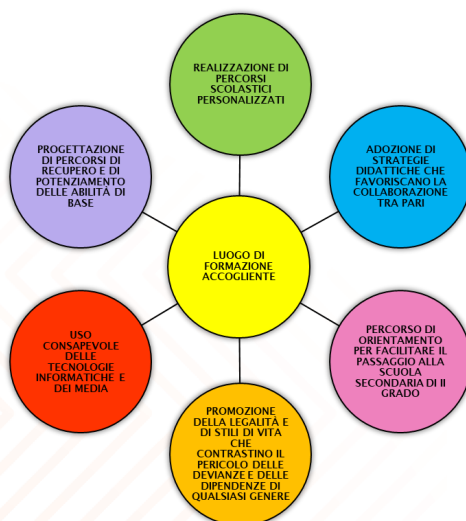 REALIZZAZIONE DI
PERCORSI
SCOLASTICI
PERSONALIZZATI
PROGETTAZIONE
DI PERCORSI DI
RECUPERO E DI
POTENZIAMENTO
DELLE ABILITÀ DI
BASE
ADOZIONE DI
STRATEGIE
DIDATTICHE CHE
FAVORISCANO LA
COLLABORAZIONE
TRA PARI
LUOGO DI
FORMAZIONE
ACCOGLIENTE
USO
CONSAPEVOLE
DELLE
TECNOLOGIE
INFORMATICHE E
DEI MEDIA
PERCORSO DI
ORIENTAMENTO
PER FACILITARE IL
PASSAGGIO ALLA
SCUOLA
SECONDARIA DI II
GRADO
PROMOZIONE
DELLA LEGALITÀ E
DI STILI DI VITA
CHE
CONTRASTINO IL
PERICOLO DELLE
DEVIANZE E DELLE
DIPENDENZE DI
QUALSIASI GENERE